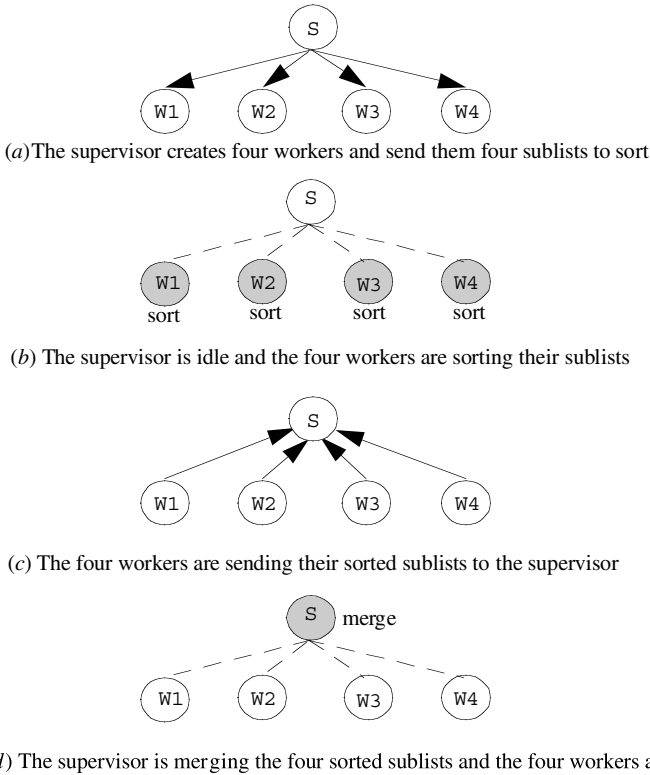 S
W1 W2 W3 W4
(a)The supervisor creates four workers and send them four sublists to sort
S
W1 W2 W3 W4
sort sort sort sort
(b) The supervisor is idle and the four workers are sorting their sublists
S
W1 W2 W3 W4
(c) The four workers are sending their sorted sublists to the supervisor
S merge
W1 W2 W3 W4
) The supervisor is merging the four sorted sublists and the four workers